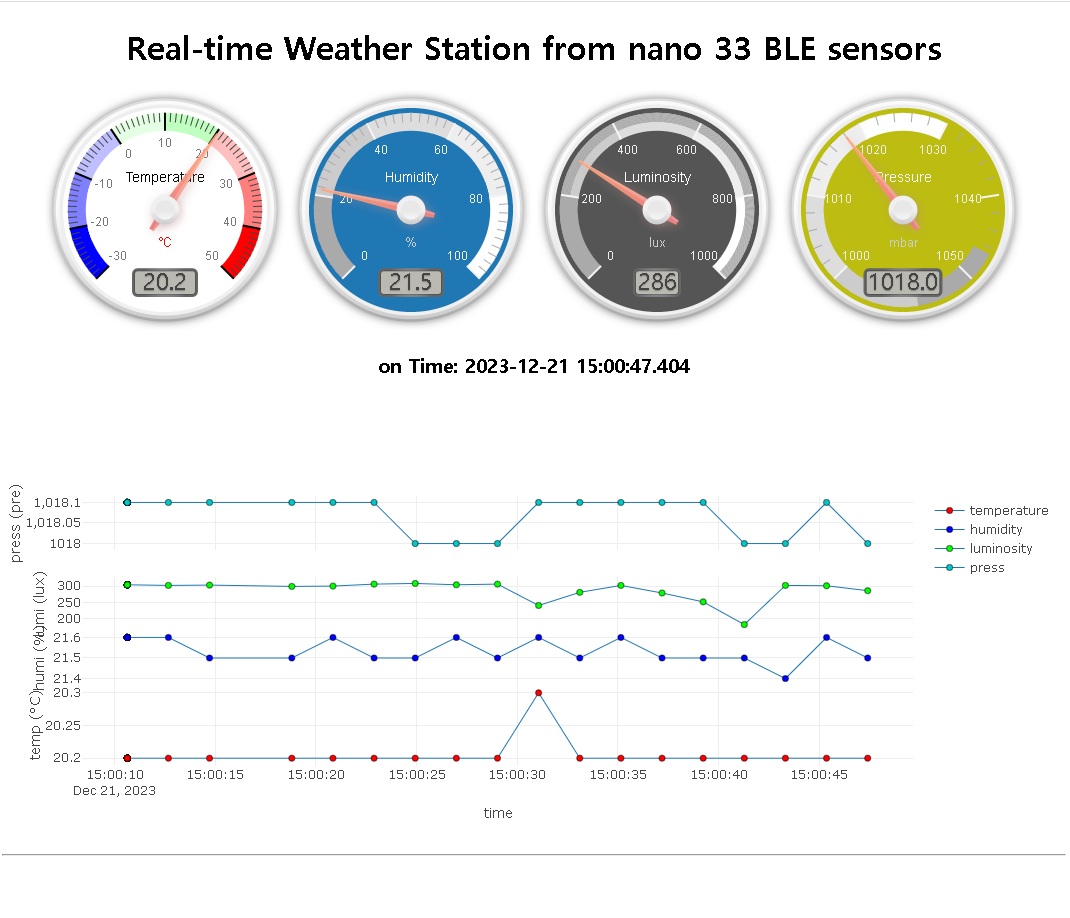 Real-time Weather Station from nano 33 BLE sensors
-30 -20 -10 0 10 20 30 40 50
Temperature
°C
20.2
0 20 40 60 80 100
Humidity
%
21.5
0 200 400 600 800 1000
Luminosity
lux
286
1000 1010 1020 1030 1040 1050
Pressure
mbar
1018.0
on Time: 2023-12-21 15:00:47.404
press (pre)
1,018.1
1,018.05
1018
lumi (lux)
300
250
200
humi (%)
21.6
21.5
21.4
temp (°C)
20.3
20.25
20.2
15:00:10 15:00:15 15:00:20 15:00:25 15:00:30 15:00:35 15:00:40 15:00:45
Dec 21, 2023
time
temperature
humidity
luminosity
press